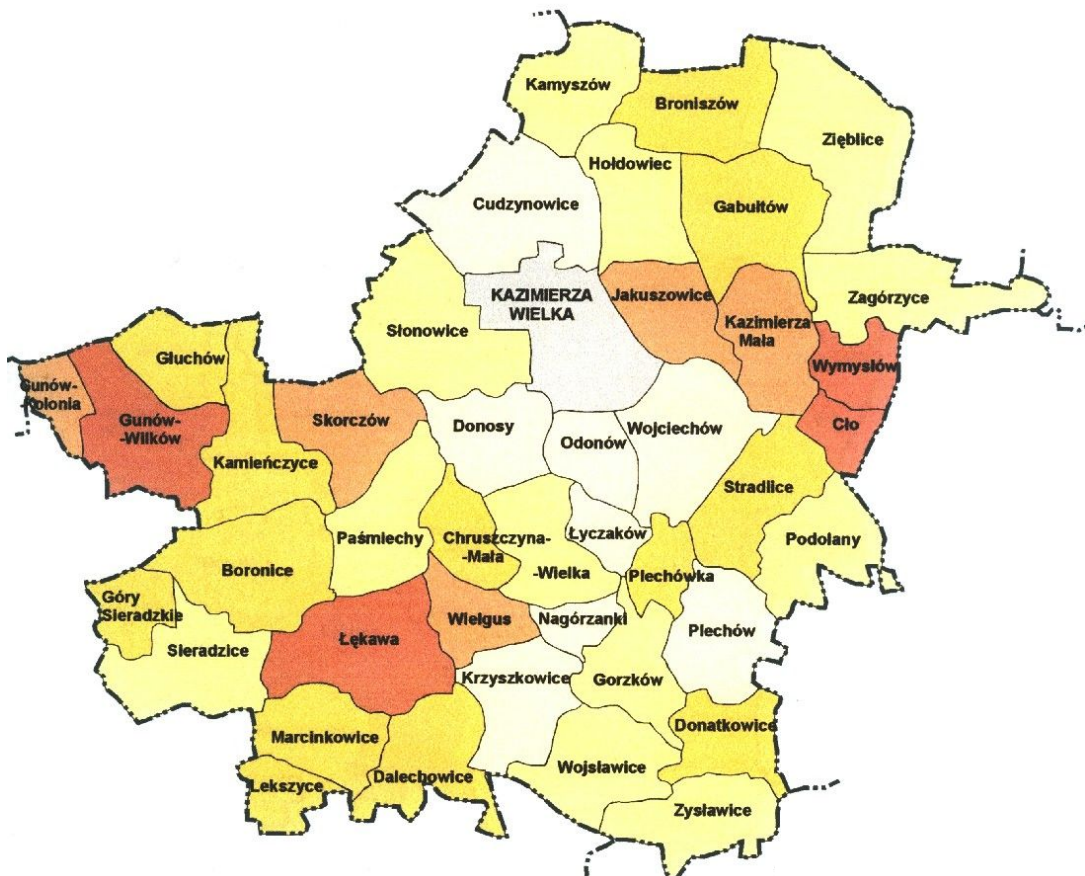 Kamyszów
Broniszów
Zięblice
Hołdowiec
Cudzynowice
Gabułtów
KAZIMIERZA
WIELKA
Jakuszowice
Zagórzyce
Słonowice
Kazimierza
Mała
Głuchów
Wymysłów
Gunów-
-Kolonia
Gunów-
-Wilków
Skorczów
Donosy
Odonów
Wojciechów
Cło
Kamieńczyce
Stradlice
Paśmiechy
Chruszczyna-
-Mała
-Wielka
Łyczaków
Podolany
Boronice
Plechówka
Góry
Sieradzkie
Sieradzice
Łękawa
Wielgus
Nagórzanki
Plechów
Krzyszkowice
Gorzków
Marcinkowice
Donatkowice
Lekszyce
Dalechowice
Wojsławice
Zysławice